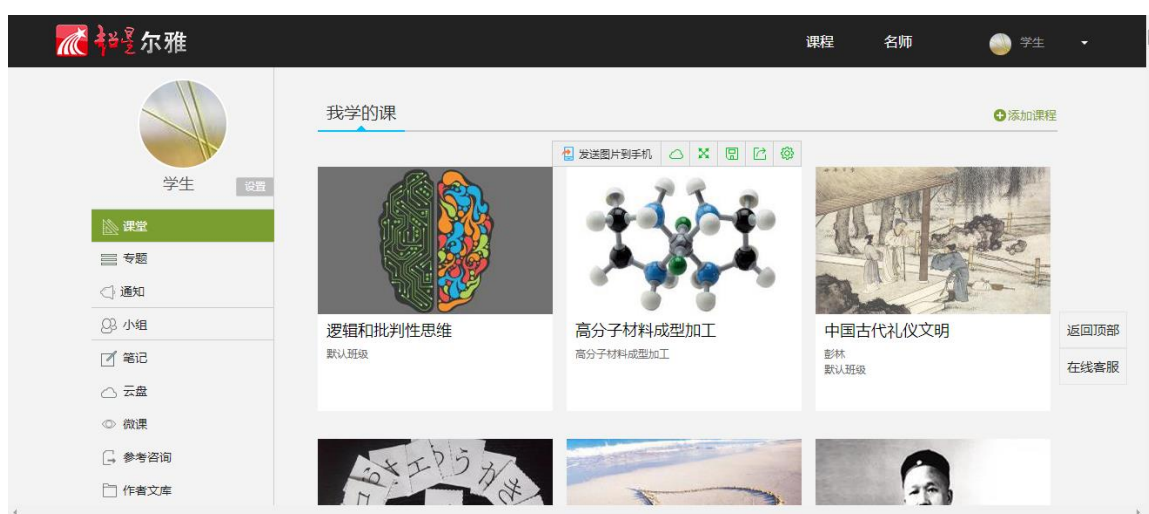 超星尔雅
课程
名师
学生
学生
设置
课堂
专题
通知
小组
笔记
云盘
微课
参考咨询
作者文库
我学的课
添加课程
发送图片到手机
逻辑和批判性思维
默认班级
高分子材料成型加工
高分子材料成型加工
中国古代礼仪文明
彭林
默认班级
返回顶部
在线客服